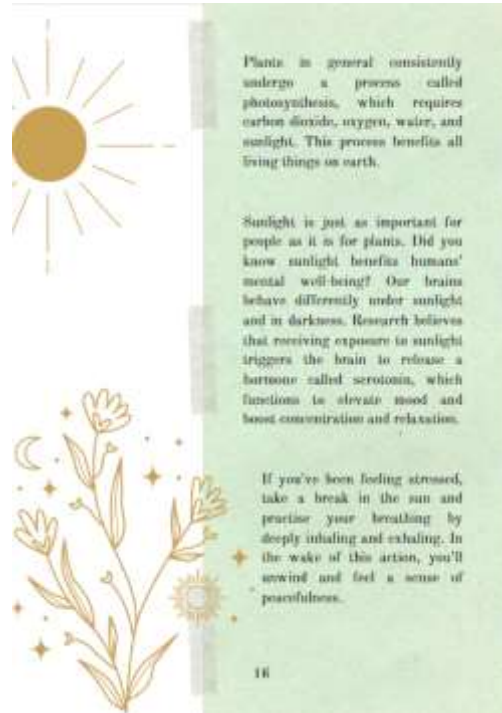 Plants in general consistently
undergo a process called
photosynthesis, which requires
carbon dioxide, oxygen, water, and
sunlight. This process benefits all
living things on earth.
Sunlight is just as important for
people as it is for plants. Did you
know sunlight benefits humans'
mental well-being? Our brains
behave differently under sunlight
and in darkness. Research believes
that receiving exposure to sunlight
triggers the brain to release a
hormone called serotonin, which
functions to elevate mood and
boost concentration and relaxation.
If you've been feeling stressed,
take a break in the sun and
practise your breathing by
deeply inhaling and exhaling. In
the wake of this action, you'll
unwind and feel a sense of
peacefulness.
16